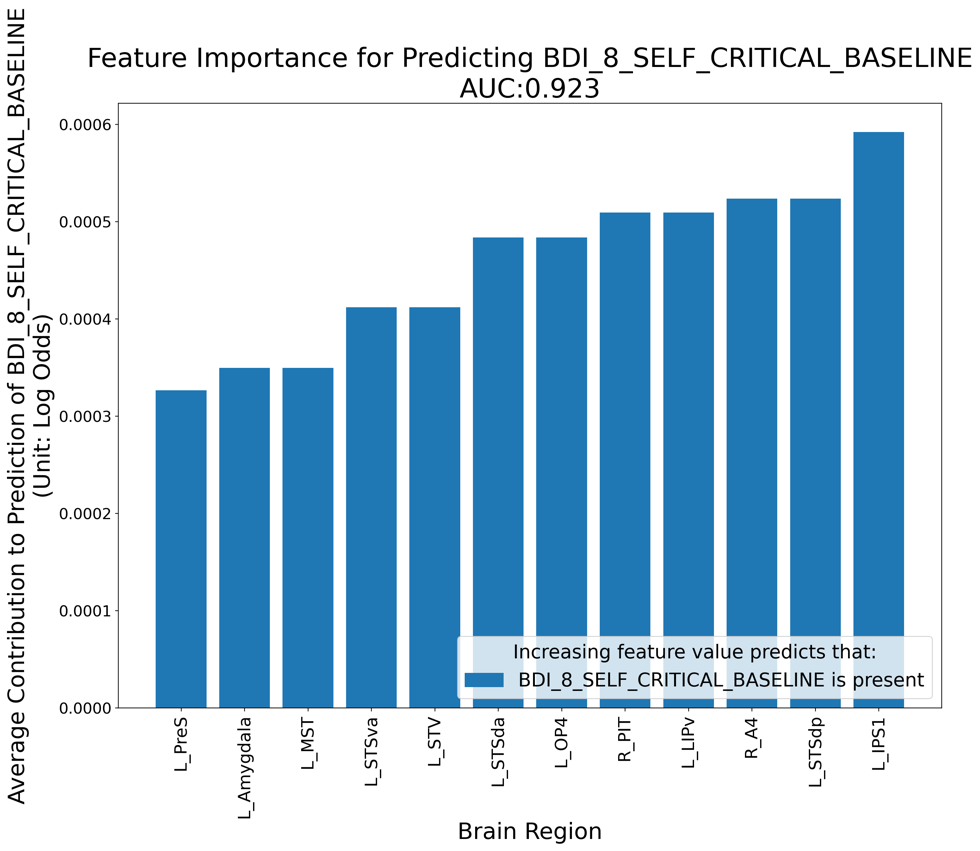 Feature Importance for Predicting BDI_8_SELF_CRITICAL_BASELINE
AUC:0.923
Average Contribution to Prediction of BDI_8_SELF_CRITICAL_BASELINE
(Unit: Log Odds)
0.0006
0.0005
0.0004
0.0003
0.0002
0.0001
0.0000
Increasing feature value predicts that:
BDI_8_SELF_CRITICAL_BASELINE is present
L_PreS
L_Amygdala
L_MST
L_STSva
L_STV
L_STSda
L_OP4
R_PIT
L_LIPv
R_A4
L_STSdp
L_IPS1
Brain Region